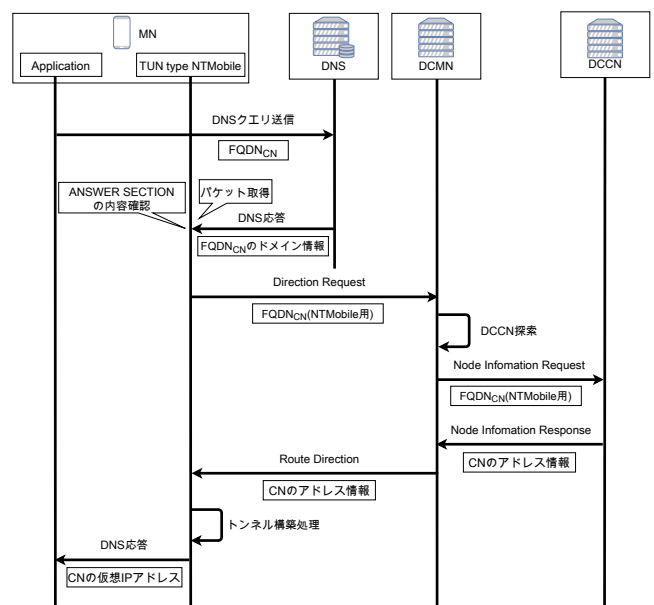 MN
Application
TUN type NTMobile
DNS
DCMN
DCCN
DNSクエリ送信
FQDNCN
ANSWER SECTION
の内容確認
パケット取得
DNS応答
FQDNCNのドメイン情報
Direction Request
FQDNCN(NTMobile用)
DCCN探索
Node Infomation Request
FQDNCN(NTMobile用)
Node Infomation Response
CNのアドレス情報
Route Direction
CNのアドレス情報
トンネル構築処理
DNS応答
CNの仮想IPアドレス